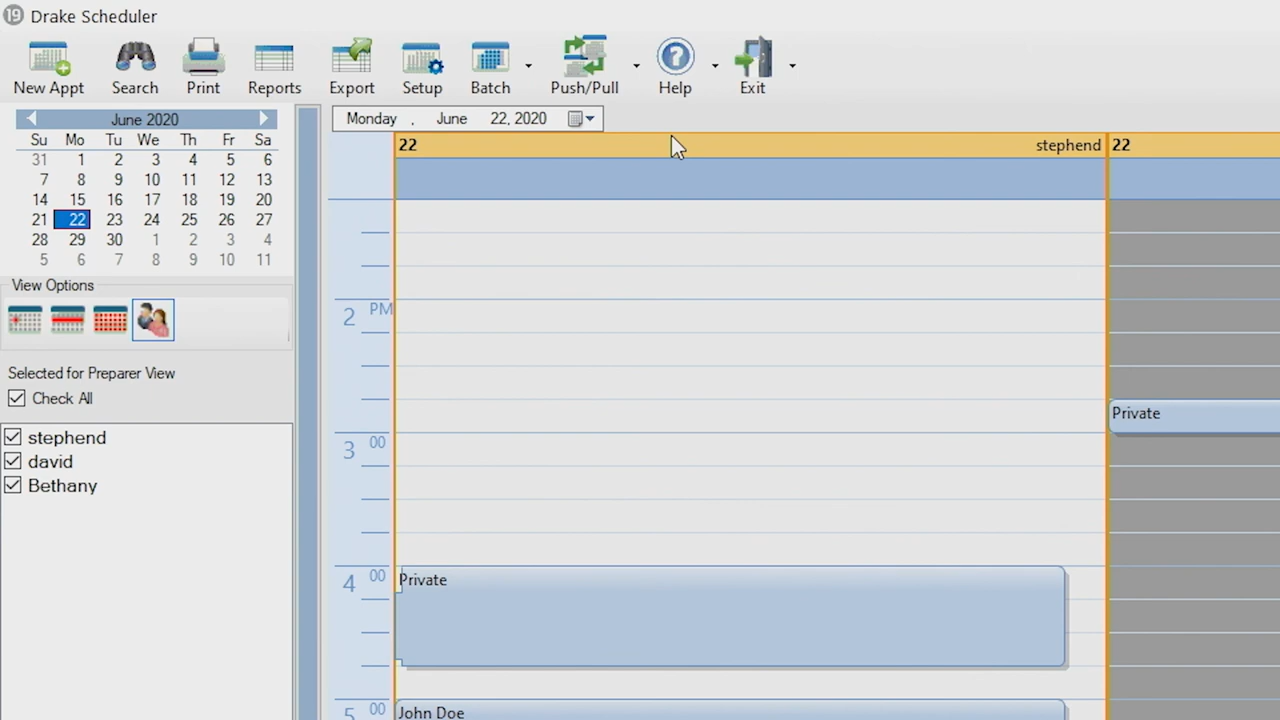 19 Drake Scheduler
New Appt Search Print Reports Export Setup Batch Push/Pull Help Exit
June 2020
Su Mo Tu We Th Fr Sa
31 1 2 3 4 5 6
7 8 9 10 11 12 13
14 15 16 17 18 19 20
21 22 23 24 25 26 27
28 29 30 1 2 3 4
5 6 7 8 9 10 11
View Options
Selected for Preparer View
Check All
stephend
david
Bethany
Monday , June 22, 2020
22 stephend 22
2 PM
Private
3 00
4 00 Private
5 00 John Doe